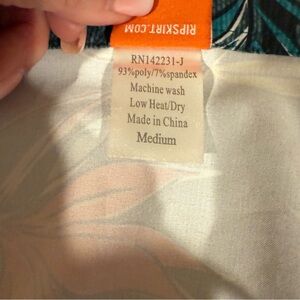 RIPSKIRT.COM
RN142231-J
93%poly/7%spandex
Machine wash
Low Heat/Dry
Made in China
Medium